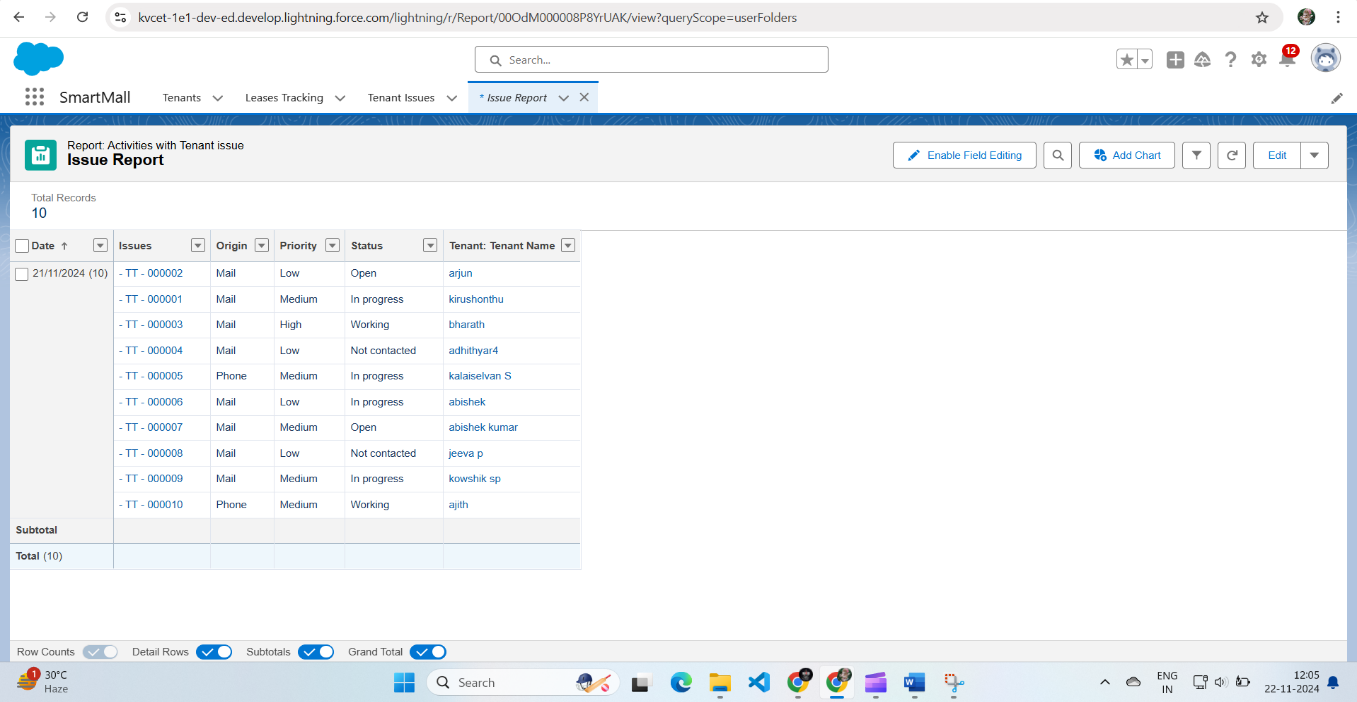 kvcet-1e1-dev-ed.develop.lightning.force.com/lightning/r/Report/00OdM000008P8YrUAK/view?queryScope=userFolders
Search...
12
SmartMall Tenants Leases Tracking Tenant Issues * Issue Report
Report: Activities with Tenant issue
Issue Report
Enable Field Editing Add Chart Edit
Total Records
10
Date ↑ Issues Origin Priority Status Tenant: Tenant Name
21/11/2024 (10) - TT - 000002 Mail Low Open arjun
- TT - 000001 Mail Medium In progress kirushonthu
- TT - 000003 Mail High Working bharath
- TT - 000004 Mail Low Not contacted adhithyar4
- TT - 000005 Phone Medium In progress kalaiselvan S
- TT - 000006 Mail Low In progress abishek
- TT - 000007 Mail Medium Open abishek kumar
- TT - 000008 Mail Low Not contacted jeeva p
- TT - 000009 Mail Medium In progress kowshik sp
- TT - 000010 Phone Medium Working ajith
Subtotal
Total (10)
Row Counts Detail Rows Subtotals Grand Total
1 30°C
Haze
Search
ENG
IN
12:05
22-11-2024